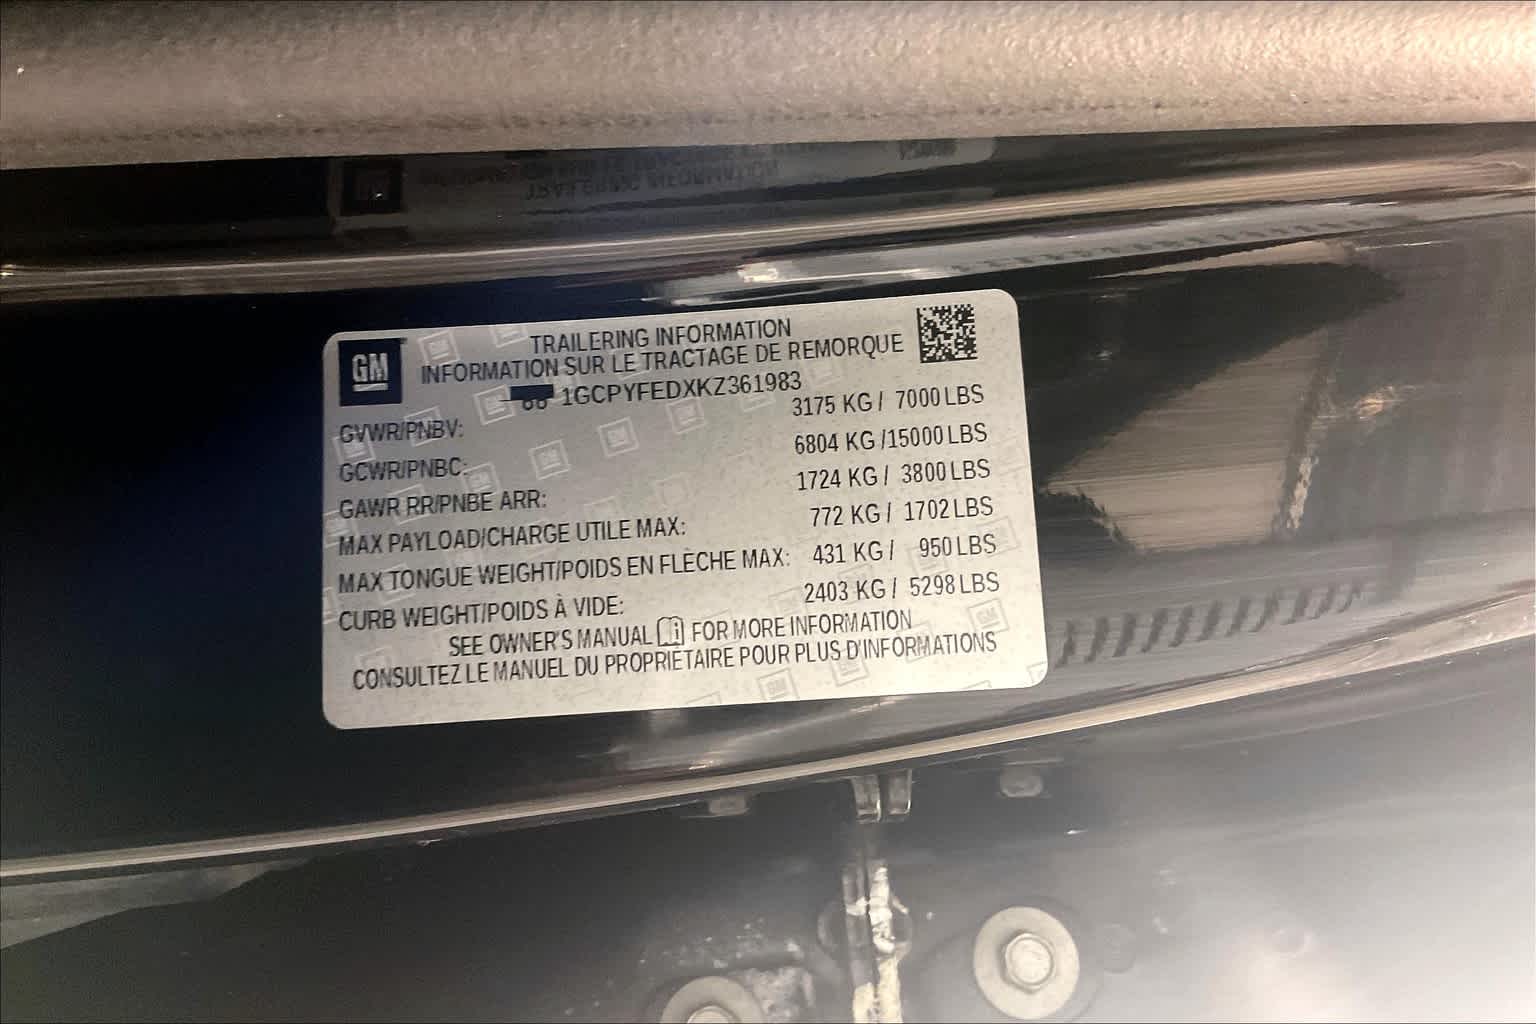 GM
TRAILERING INFORMATION
INFORMATION SUR LE TRACTAGE DE REMORQUE
1GCPYFEDXKZ361983
GVWR/PNBV: 3175 KG / 7000 LBS
GCWR/PNBC: 6804 KG /15000 LBS
GAWR RR/PNBE ARR: 1724 KG / 3800 LBS
MAX PAYLOAD/CHARGE UTILE MAX: 772 KG / 1702 LBS
MAX TONGUE WEIGHT/POIDS EN FLÈCHE MAX: 431 KG / 950 LBS
CURB WEIGHT/POIDS À VIDE: 2403 KG / 5298 LBS
SEE OWNER'S MANUAL FOR MORE INFORMATION
CONSULTEZ LE MANUEL DU PROPRIÉTAIRE POUR PLUS D'INFORMATIONS